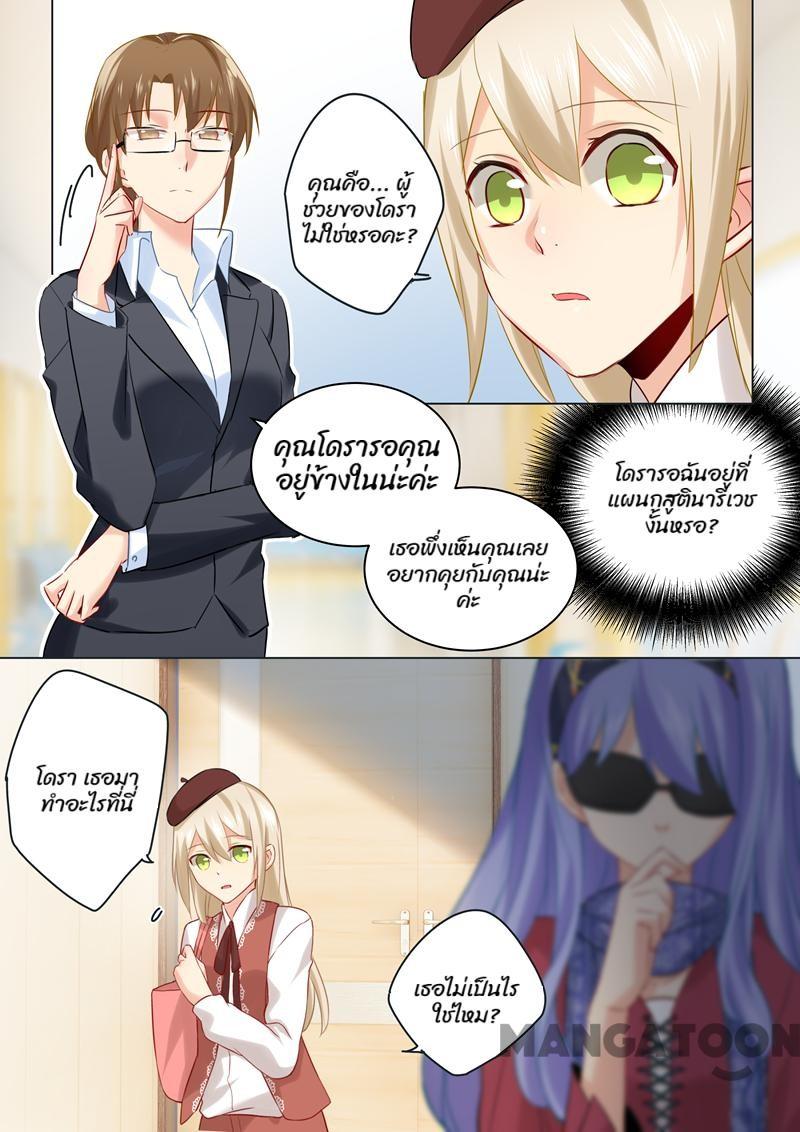 คุณคือ... ผู้
ช่วยของโดรา
ไม่ใช่หรอคะ?
คุณโดรารอคุณ
อยู่ข้างในน่ะค่ะ
เธอพึ่งเห็นคุณเลย
อยากคุยกับคุณน่ะ
ค่ะ
โดรารอฉันอยู่ที่
แผนกสูตินารีเวช
งั้นหรอ?
โดรา เธอมา
ทำอะไรที่นี่
เธอไม่เป็นไร
ใช่ไหม?
MANGATOON